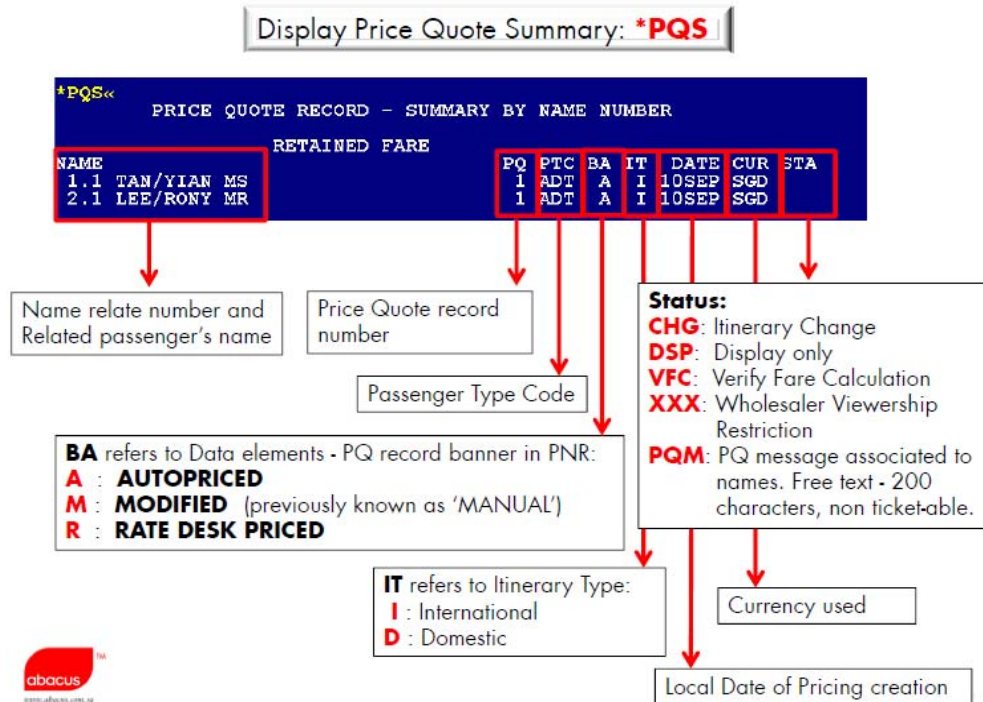 Display Price Quote Summary: *PQS
*PQS«
PRICE QUOTE RECORD - SUMMARY BY NAME NUMBER
RETAINED FARE
NAME PQ PTC BA IT DATE CUR STA
1.1 TAN/YIAN MS 1 ADT A I 10SEP SGD
2.1 LEE/RONY MR 1 ADT A I 10SEP SGD
Name relate number and
Related passenger's name
Price Quote record
number
Passenger Type Code
Status:
CHG: Itinerary Change
DSP: Display only
VFC: Verify Fare Calculation
XXX: Wholesaler Viewership
Restriction
PQM: PQ message associated to
names. Free text - 200
characters, non ticket-able.
BA refers to Data elements - PQ record banner in PNR:
A : AUTOPRICED
M : MODIFIED (previously known as 'MANUAL')
R : RATE DESK PRICED
IT refers to Itinerary Type:
I : International
D : Domestic
Currency used
Local Date of Pricing creation
abacus TM
www.abacus.com.sg